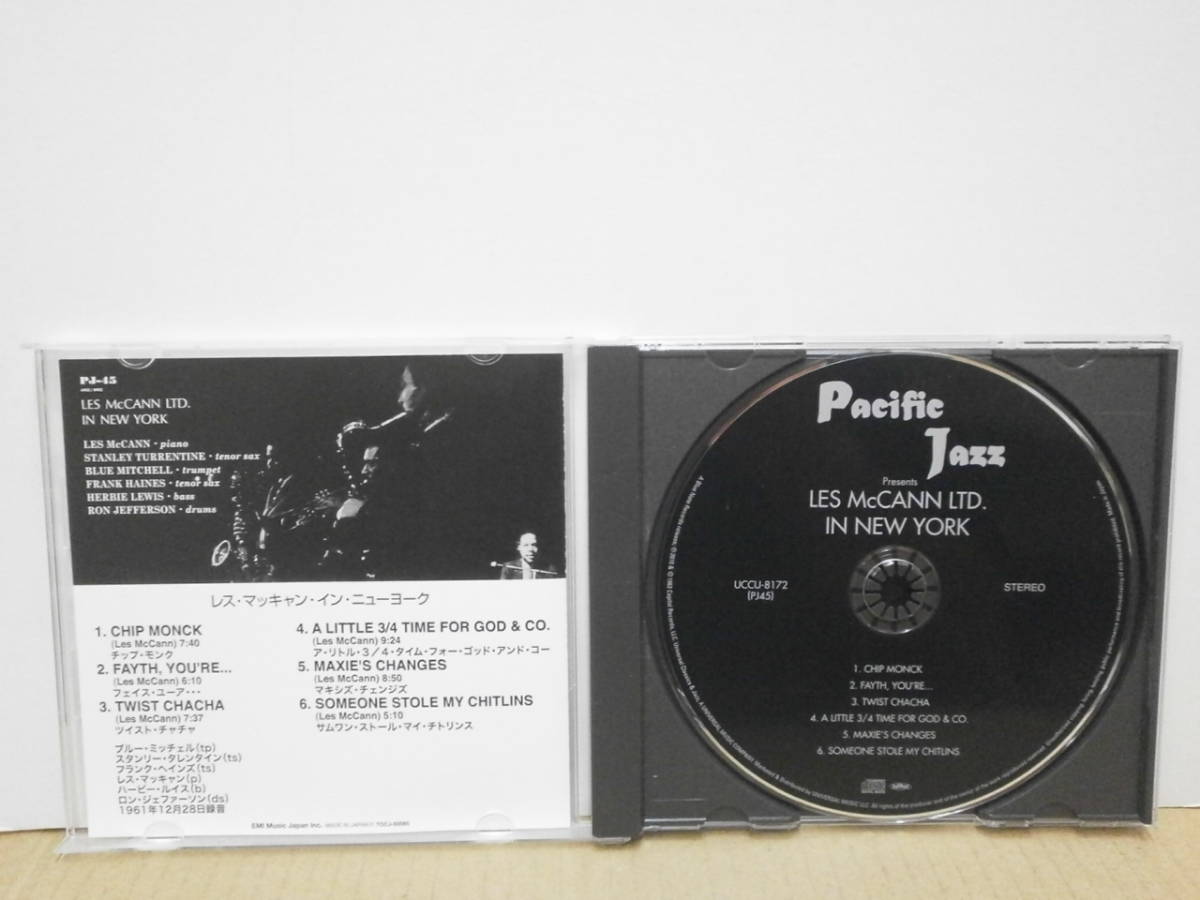 PJ-45
LES McCANN LTD.
IN NEW YORK
LES McCANN · piano
STANLEY TURRENTINE · tenor sax
BLUE MITCHELL · trumpet
FRANK HAINES · tenor sax
HERBIE LEWIS · bass
RON JEFFERSON · drums
レス・マッキャン・イン・ニューヨーク
1. CHIP MONCK
(Les McCann) 7:40
チップ・モンク
2. FAYTH, YOU'RE...
(Les McCann) 6:10
フェイス・ユーア・・・
3. TWIST CHACHA
(Les McCann) 7:37
ツイスト・チャチャ
4. A LITTLE 3/4 TIME FOR GOD & CO.
(Les McCann) 9:24
ア・リトル・3/4・タイム・フォー・ゴッド・アンド・コー
5. MAXIE'S CHANGES
(Les McCann) 8:50
マキシズ・チェンジズ
6. SOMEONE STOLE MY CHITLINS
(Les McCann) 5:10
サムワン・ストール・マイ・チトリンス
ブルー・ミッチェル(tp)
スタンリー・タレンタイン(ts)
フランク・ヘインズ(ts)
レス・マッキャン(p)
ハービー・ルイス(b)
ロン・ジェファーソン(ds)
1961年12月28日録音
EMI Music Japan Inc. MADE IN JAPAN
Pacific
Jazz
Presents
LES McCANN LTD.
IN NEW YORK
UCCU-8172
(PJ45)
STEREO
1. CHIP MONCK
2. FAYTH, YOU'RE...
3. TWIST CHACHA
4. A LITTLE 3/4 TIME FOR GOD & CO.
5. MAXIE'S CHANGES
6. SOMEONE STOLE MY CHITLINS